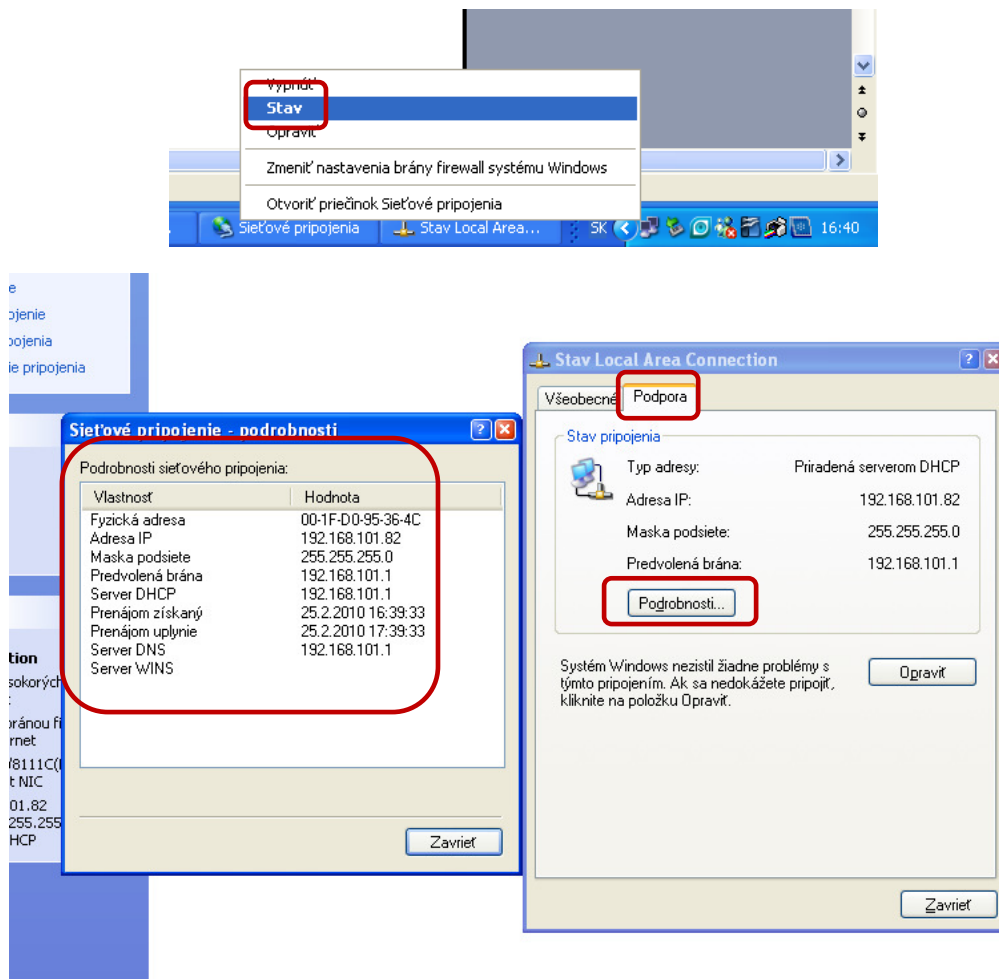 Vypnúť
Stav
Opraviť
Zmeniť nastavenia brány firewall systému Windows
Otvoriť priečinok Sieťové pripojenia
Sieťové pripojenia
Stav Local Area...
SK
16:40
e
ojenie
pojenia
ie pripojenia
tion
sokorých
bránou fi
rnet
/8111C(
t NIC
01.82
255.255
HCP
Sieťové pripojenie - podrobnosti
Podrobnosti sieťového pripojenia:
Vlastnosť Hodnota
Fyzická adresa 00-1F-D0-95-36-4C
Adresa IP 192.168.101.82
Maska podsiete 255.255.255.0
Predvolená brána 192.168.101.1
Server DHCP 192.168.101.1
Prenájom získaný 25.2.2010 16:39:33
Prenájom uplynie 25.2.2010 17:39:33
Server DNS 192.168.101.1
Server WINS
Zavrieť
Stav Local Area Connection
Všeobecné Podpora
Stav pripojenia
Typ adresy: Priradená serverom DHCP
Adresa IP: 192.168.101.82
Maska podsiete: 255.255.255.0
Predvolená brána: 192.168.101.1
Podrobnosti...
Systém Windows nezistil žiadne problémy s
týmto pripojením. Ak sa nedokážete pripojiť,
kliknite na položku Opraviť.
Opraviť
Zavrieť